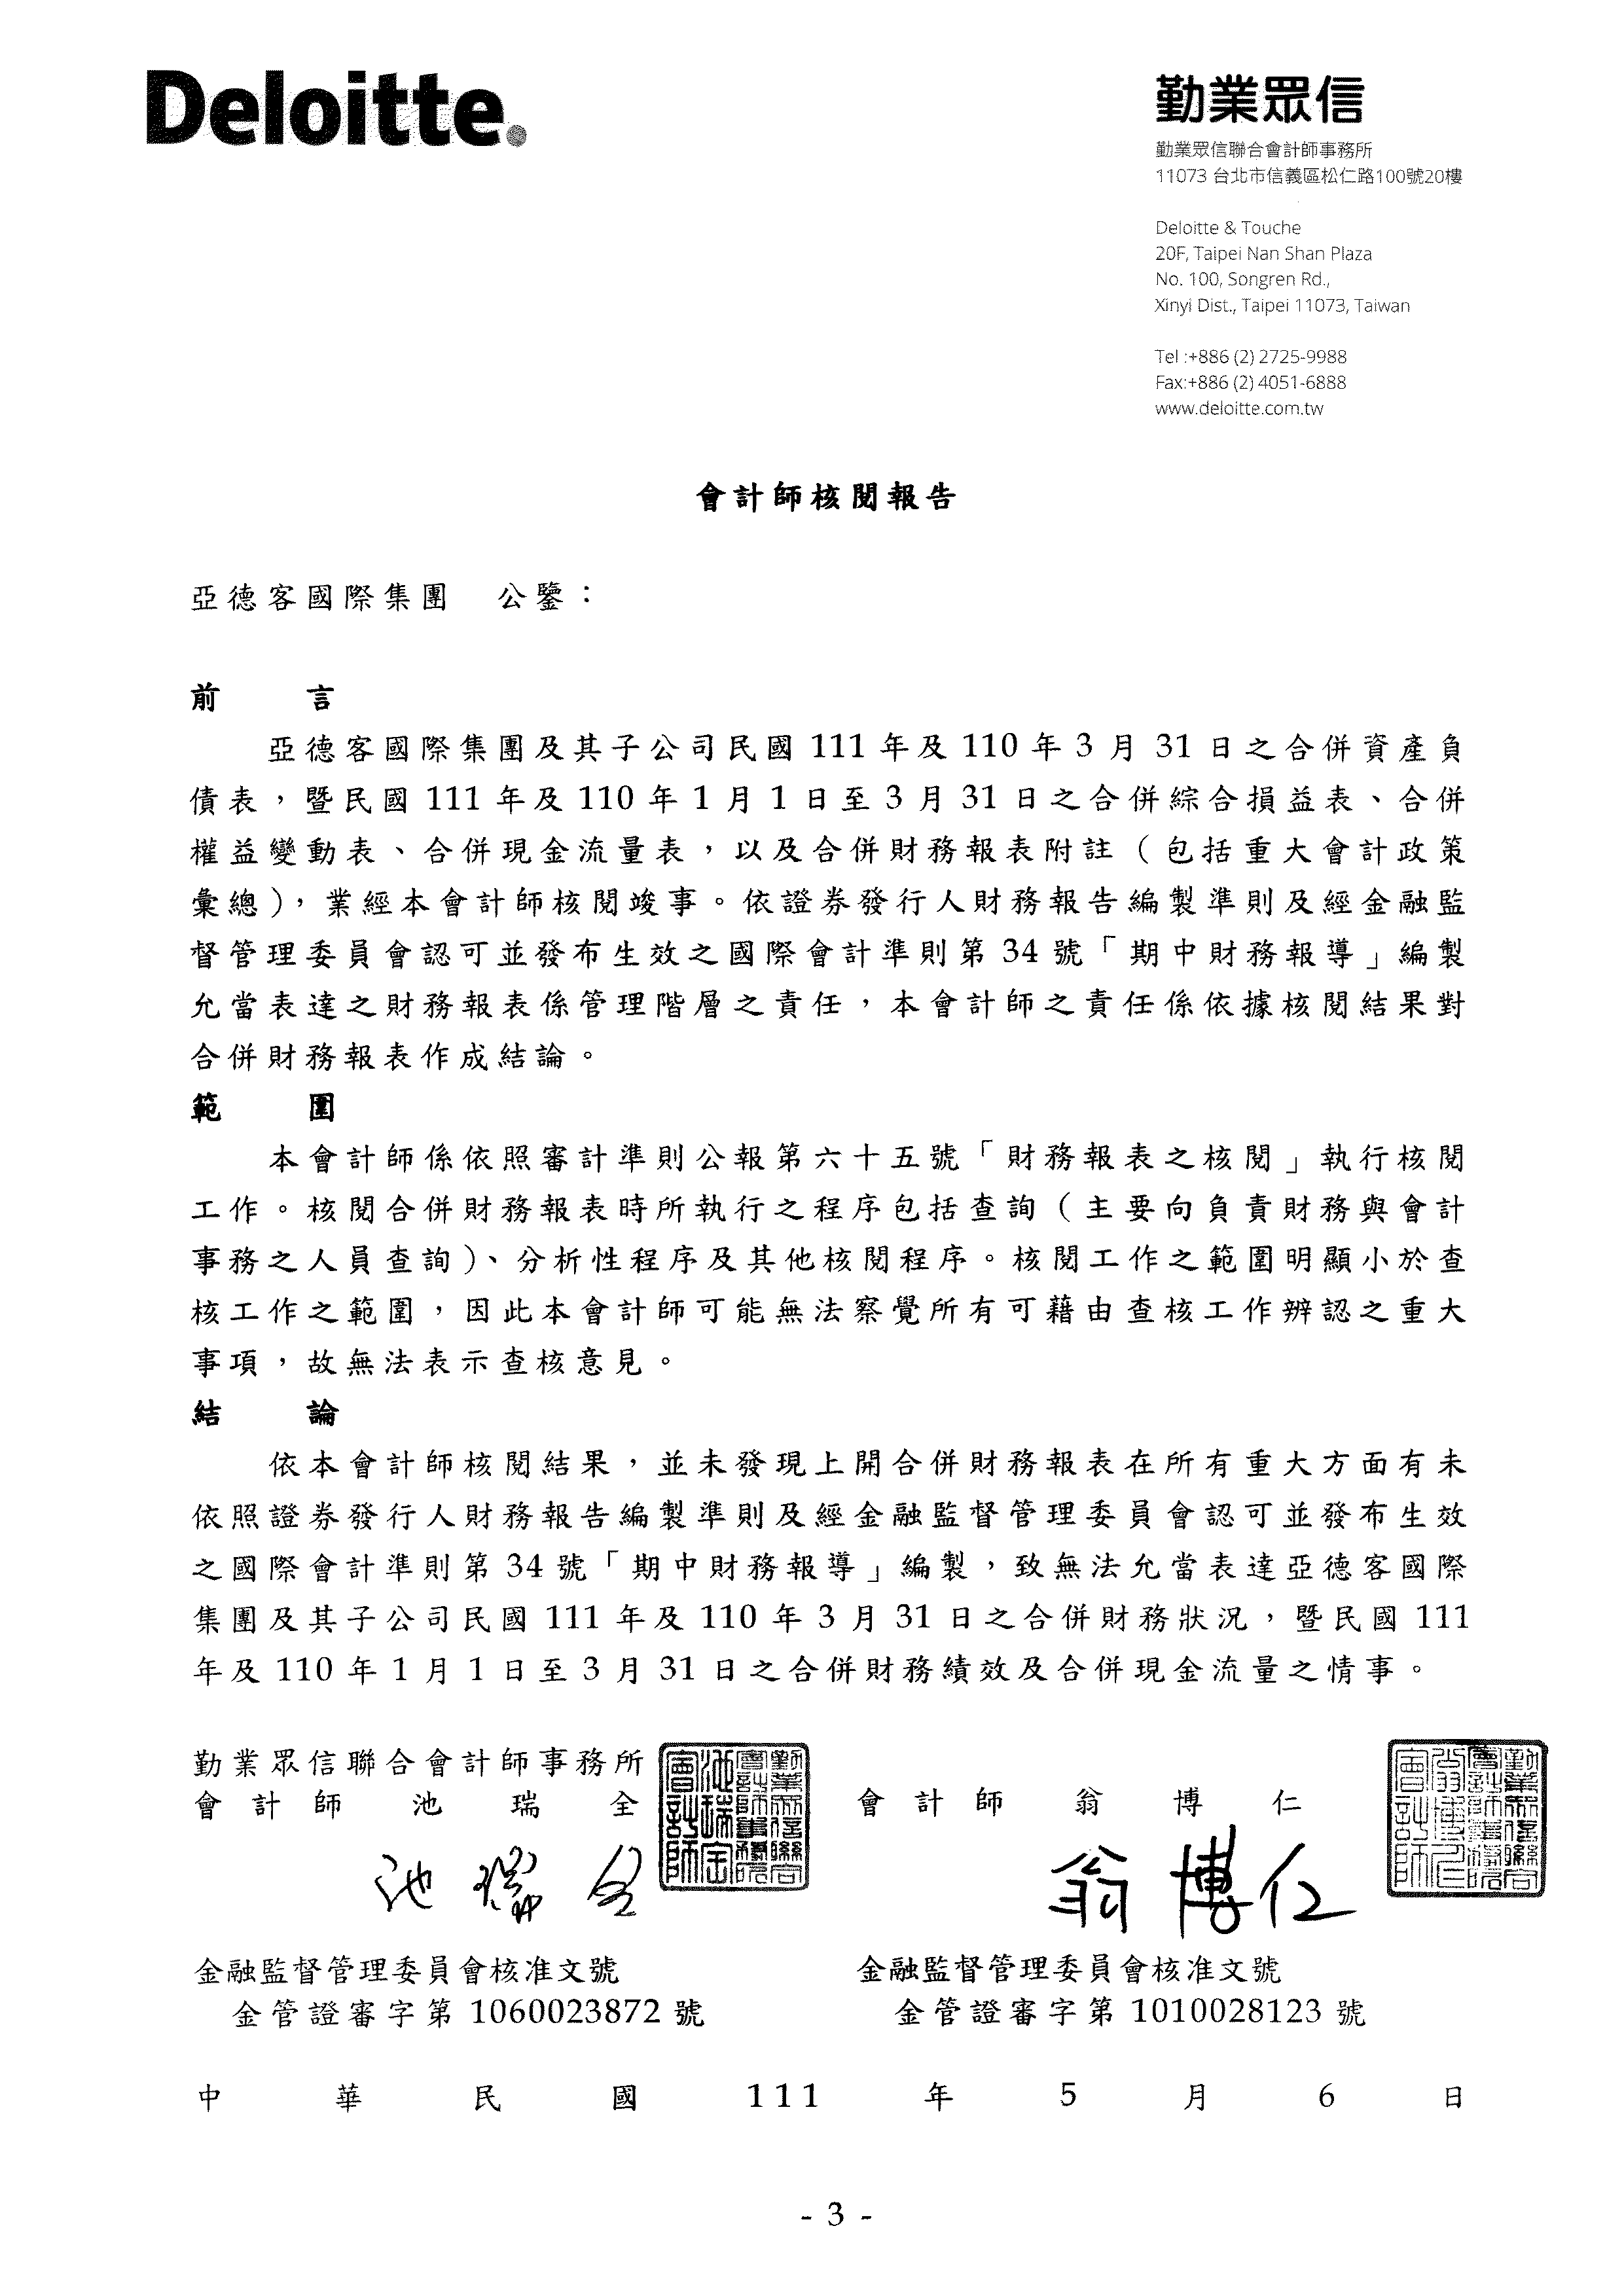 Deloitte.
勤業眾信
勤業眾信聯合會計師事務所
11073 台北市信義區松仁路100號20樓
Deloitte & Touche
20F, Taipei Nan Shan Plaza
No. 100, Songren Rd.,
Xinyi Dist., Taipei 11073, Taiwan
Tel :+886 (2) 2725-9988
Fax:+886 (2) 4051-6888
www.deloitte.com.tw
會計師核閱報告
亞德客國際集團 公鑒：
前 言
亞德客國際集團及其子公司民國 111 年及 110 年 3 月 31 日之合併資產負
債表，暨民國 111 年及 110 年 1 月 1 日至 3 月 31 日之合併綜合損益表、合併
權益變動表、合併現金流量表，以及合併財務報表附註（包括重大會計政策
彙總），業經本會計師核閱竣事。依證券發行人財務報告編製準則及經金融監
督管理委員會認可並發布生效之國際會計準則第 34 號「期中財務報導」編製
允當表達之財務報表係管理階層之責任，本會計師之責任係依據核閱結果對
合併財務報表作成結論。
範 圍
本會計師係依照審計準則公報第六十五號「財務報表之核閱」執行核閱
工作。核閱合併財務報表時所執行之程序包括查詢（主要向負責財務與會計
事務之人員查詢）、分析性程序及其他核閱程序。核閱工作之範圍明顯小於查
核工作之範圍，因此本會計師可能無法察覺所有可藉由查核工作辨認之重大
事項，故無法表示查核意見。
結 論
依本會計師核閱結果，並未發現上開合併財務報表在所有重大方面有未
依照證券發行人財務報告編製準則及經金融監督管理委員會認可並發布生效
之國際會計準則第 34 號「期中財務報導」編製，致無法允當表達亞德客國際
集團及其子公司民國 111 年及 110 年 3 月 31 日之合併財務狀況，暨民國 111
年及 110 年 1 月 1 日至 3 月 31 日之合併財務績效及合併現金流量之情事。
勤業眾信聯合會計師事務所
會 計 師 池 瑞 全 會 計 師 翁 博 仁
池 瑞 全 翁 博 仁
金融監督管理委員會核准文號 金融監督管理委員會核准文號
金管證審字第 1060023872 號 金管證審字第 1010028123 號
中 華 民 國 111 年 5 月 6 日
- 3 -